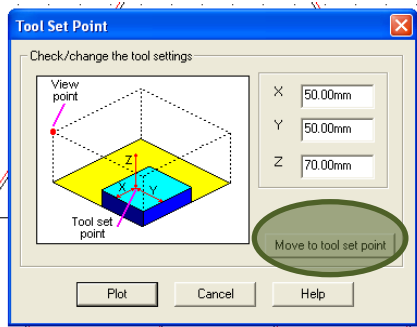 Tool Set Point
Check/change the tool settings
View
point
Z
X
Y
Tool set
point
X 50.00mm
Y 50.00mm
Z 70.00mm
Move to tool set point
Plot Cancel Help